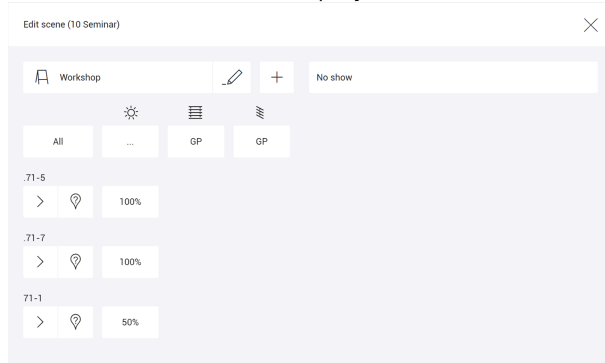 Edit scene (10 Seminar)
Workshop
No show
All
...
GP
GP
.71-5
100%
.71-7
100%
71-1
50%